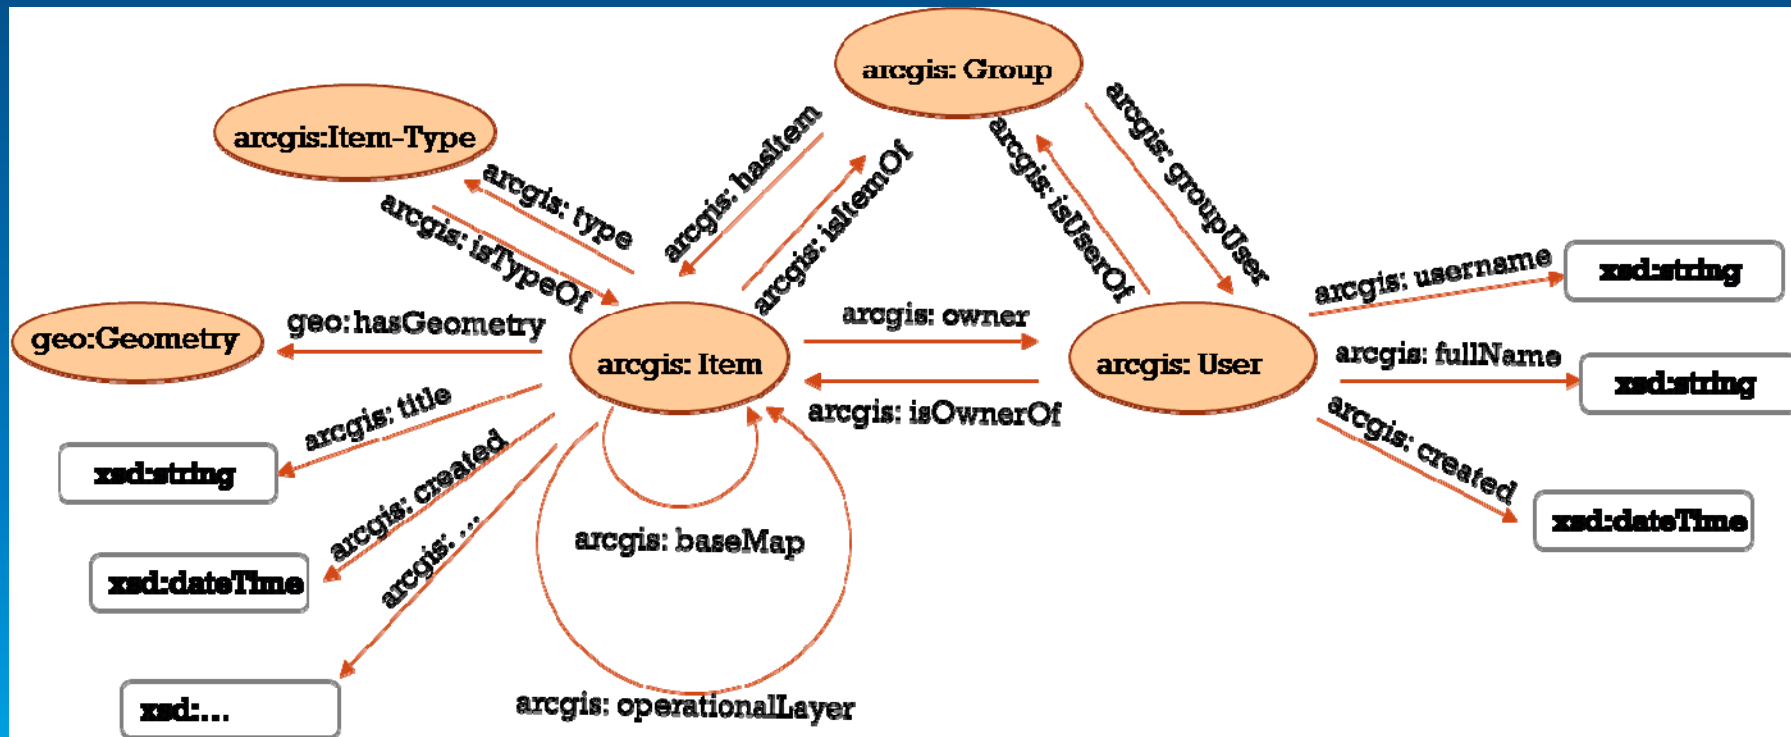 arcgis: Group
arcgis:Item-Type
arcgis: hasItem
arcgis: isItemOf
arcgis: isUserOf
arcgis: groupUser
arcgis: type
arcgis: isTypeOf
geo:Geometry
geo:hasGeometry
arcgis: Item
arcgis: owner
arcgis: isOwnerOf
arcgis: User
arcgis: username
xsd:string
arcgis: fullName
xsd:string
arcgis: created
xsd:dateTime
arcgis: title
xsd:string
arcgis: created
xsd:dateTime
arcgis: ...
xsd:...
arcgis: baseMap
arcgis: operationalLayer